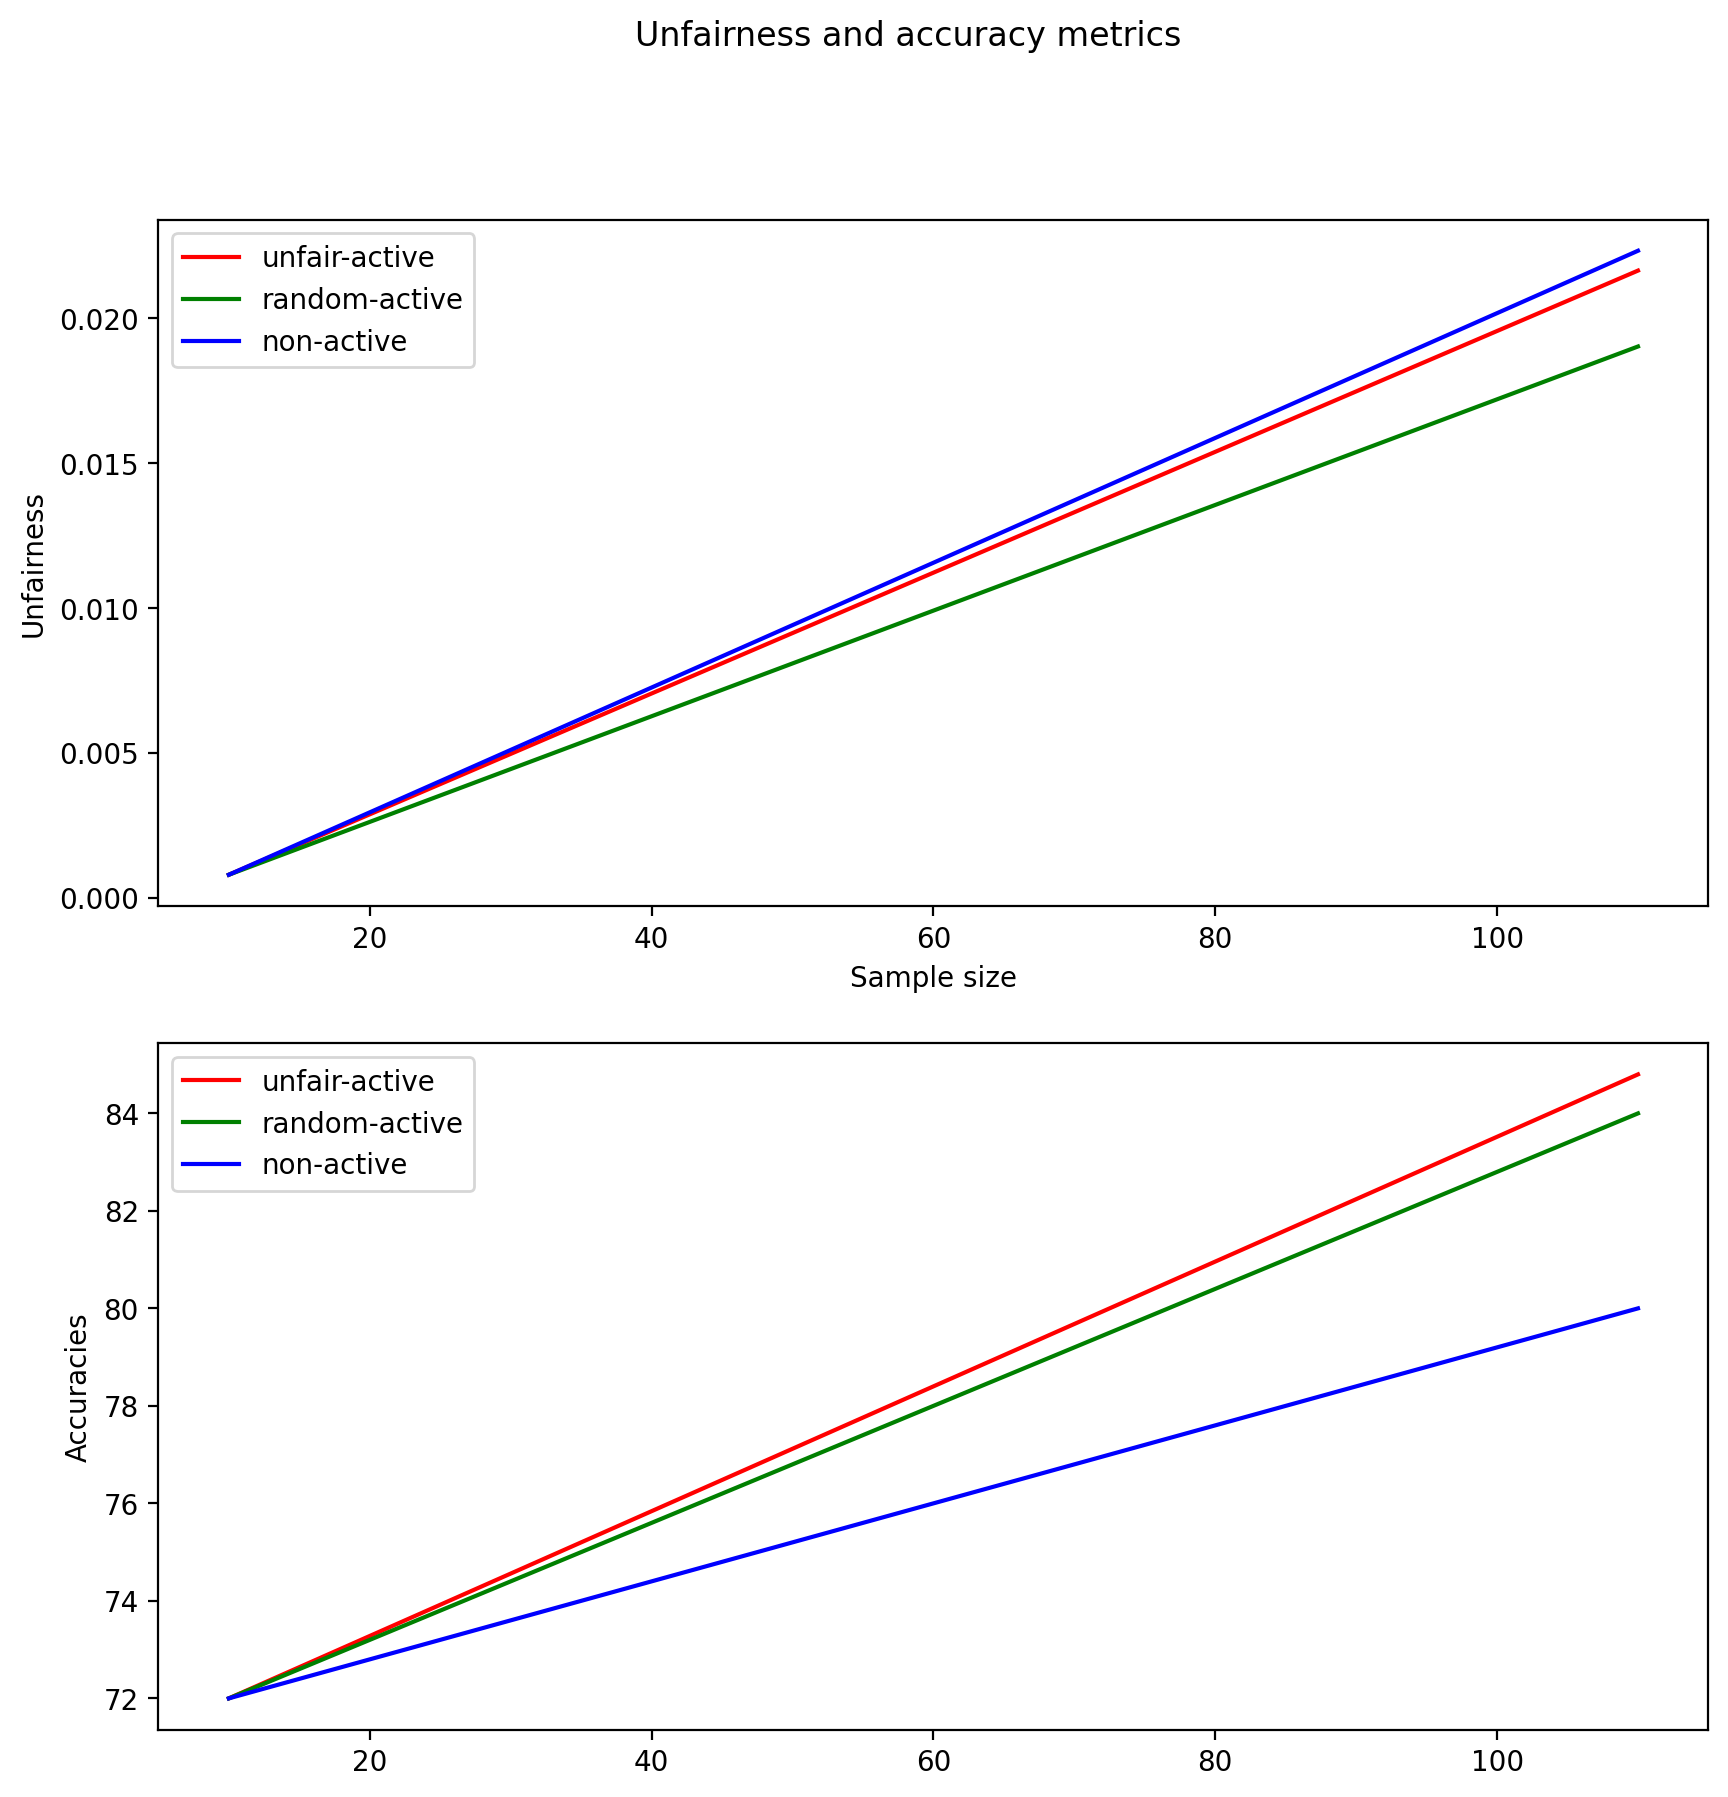 Unfairness and accuracy metrics
unfair-active
random-active
non-active
0.020
0.015
0.010
0.005
0.000
Unfairness
20 40 60 80 100
Sample size
unfair-active
random-active
non-active
84
82
80
78
76
74
72
Accuracies
20 40 60 80 100